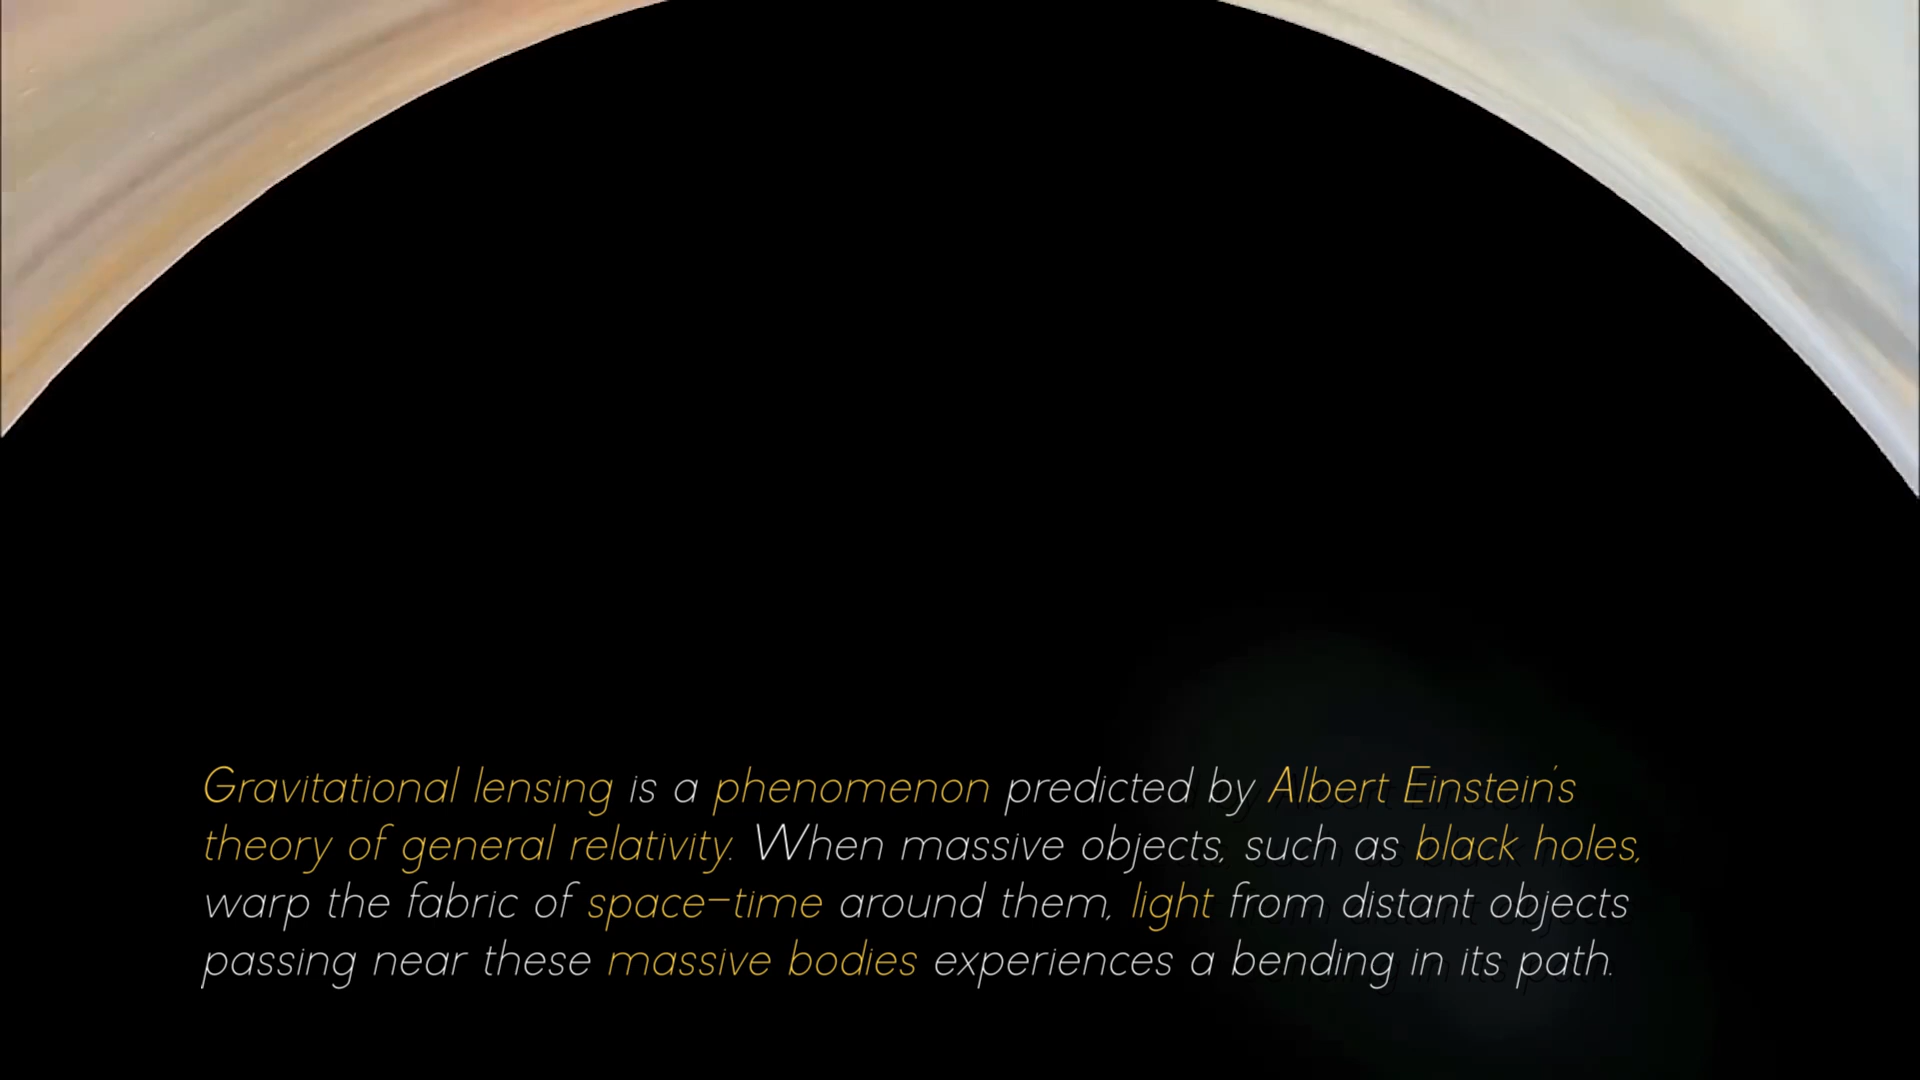 Gravitational lensing is a phenomenon predicted by Albert Einstein's
theory of general relativity. When massive objects, such as black holes,
warp the fabric of space-time around them, light from distant objects
passing near these massive bodies experiences a bending in its path.